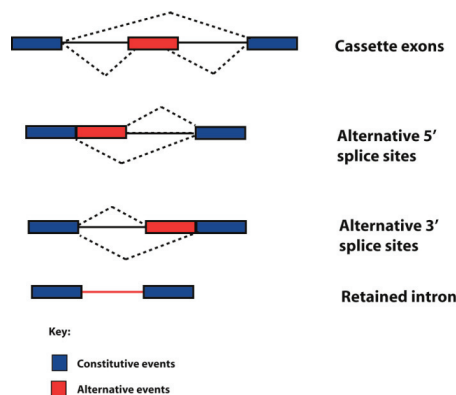 Cassette exons
Alternative 5′
splice sites
Alternative 3′
splice sites
Retained intron
Key:
Constitutive events
Alternative events